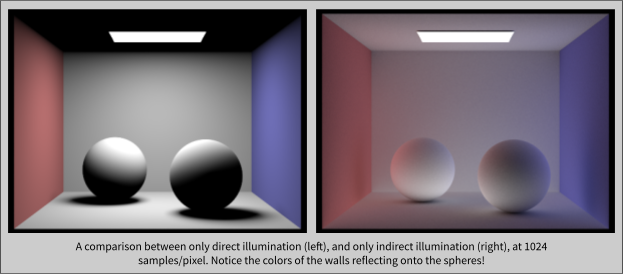 A comparison between only direct illumination (left), and only indirect illumination (right), at 1024
samples/pixel. Notice the colors of the walls reflecting onto the spheres!